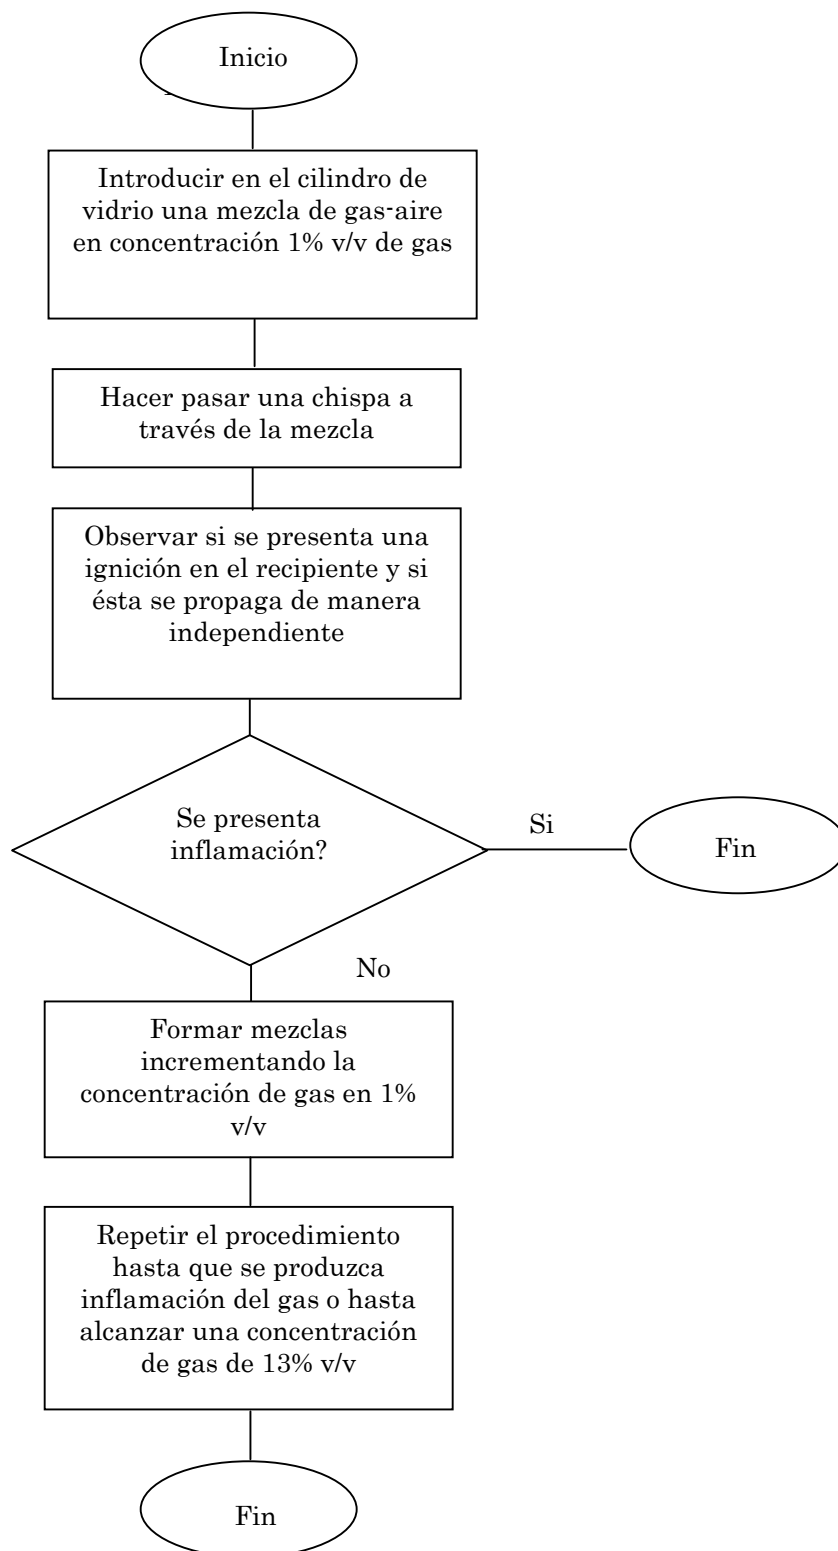 Inicio
Introducir en el cilindro de
vidrio una mezcla de gas-aire
en concentración 1% v/v de gas
Hacer pasar una chispa a
través de la mezcla
Observar si se presenta una
ignición en el recipiente y si
ésta se propaga de manera
independiente
Se presenta
inflamación?
Si
Fin
No
Formar mezclas
incrementando la
concentración de gas en 1%
v/v
Repetir el procedimiento
hasta que se produzca
inflamación del gas o hasta
alcanzar una concentración
de gas de 13% v/v
Fin